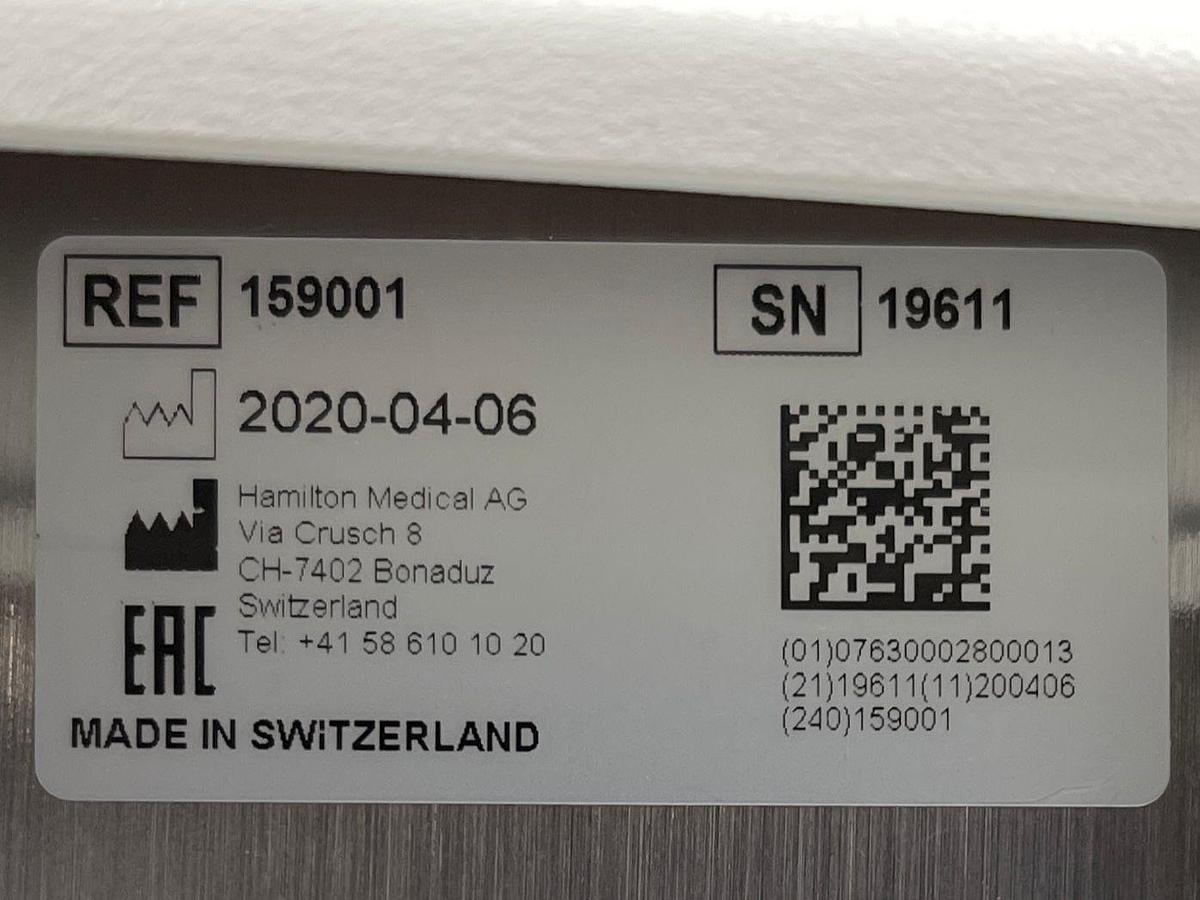 REF 159001
SN 19611
2020-04-06
Hamilton Medical AG
Via Crusch 8
CH-7402 Bonaduz
Switzerland
Tel: +41 58 610 10 20
EAC
MADE IN SWiTZERLAND
(01)07630002800013
(21)19611(11)200406
(240)159001